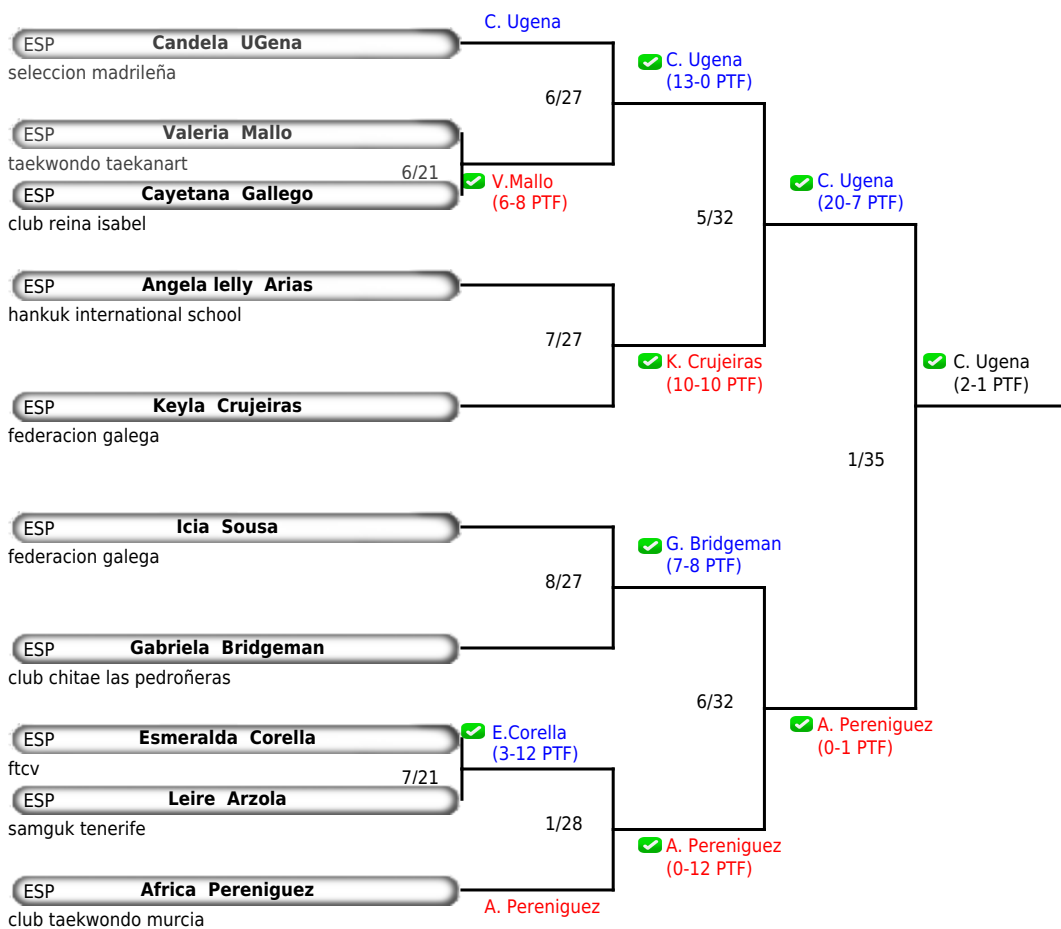 C. Ugena
ESP Candela UGena
seleccion madrileña
C. Ugena
(13-0 PTF)
6/27
ESP Valeria Mallo
taekwondo taekanart
6/21
V.Mallo
(6-8 PTF)
ESP Cayetana Gallego
club reina isabel
C. Ugena
(20-7 PTF)
5/32
ESP Angela lelly Arias
hankuk international school
7/27
K. Crujeiras
(10-10 PTF)
C. Ugena
(2-1 PTF)
ESP Keyla Crujeiras
federacion galega
1/35
ESP Icia Sousa
federacion galega
G. Bridgeman
(7-8 PTF)
8/27
ESP Gabriela Bridgeman
club chitae las pedroñeras
6/32
A. Pereniguez
(0-1 PTF)
ESP Esmeralda Corella
ftcv
E.Corella
(3-12 PTF)
7/21
ESP Leire Arzola
samguk tenerife
1/28
A. Pereniguez
(0-12 PTF)
ESP Africa Pereniguez
club taekwondo murcia
A. Pereniguez